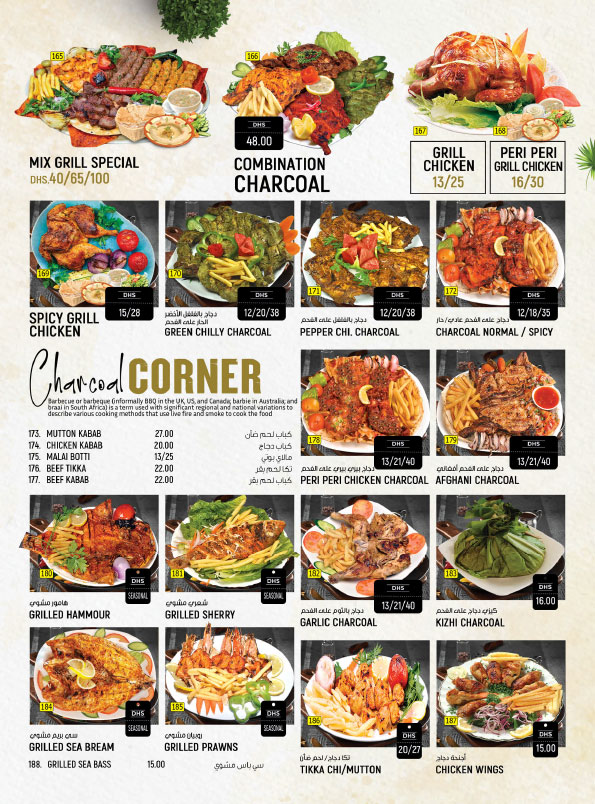 165
MIX GRILL SPECIAL
DHS.40/65/100
166
DHS
48.00
COMBINATION
CHARCOAL
167
GRILL
CHICKEN
13/25
168
PERI PERI
GRILL CHICKEN
16/30
169
DHS
15/28
SPICY GRILL
CHICKEN
170
DHS
12/20/38
دجاج بالفلفل الأخضر
الحار على الفحم
GREEN CHILLY CHARCOAL
171
DHS
12/20/38
دجاج بالفلفل على الفحم
PEPPER CHI. CHARCOAL
172
DHS
12/18/35
دجاج على الفحم عادي/حار
CHARCOAL NORMAL / SPICY
Charcoal CORNER
Barbecue or barbeque (informally BBQ in the UK, US, and Canada; barbie in Australia; and
braai in South Africa) is a term used with significant regional and national variations to
describe various cooking methods that use live fire and smoke to cook the food
173. MUTTON KABAB 27.00 كباب لحم ضأن
174. CHICKEN KABAB 20.00 كباب دجاج
175. MALAI BOTTI 13/25 مالاي بوتي
176. BEEF TIKKA 22.00 تكا لحم بقر
177. BEEF KABAB 22.00 كباب لحم بقر
178
DHS
13/21/40
دجاج بيري بيري على الفحم
PERI PERI CHICKEN CHARCOAL
179
DHS
13/21/40
دجاج على الفحم أفغاني
AFGHANI CHARCOAL
180
DHS
SEASONAL
هامور مشوي
GRILLED HAMMOUR
181
DHS
SEASONAL
شعري مشوي
GRILLED SHERRY
182
DHS
13/21/40
دجاج بالثوم على الفحم
GARLIC CHARCOAL
183
DHS
16.00
كيزي دجاج على الفحم
KIZHI CHARCOAL
184
DHS
SEASONAL
سي بريم مشوي
GRILLED SEA BREAM
185
DHS
SEASONAL
روبيان مشوي
GRILLED PRAWNS
186
DHS
20/27
تكا دجاج/لحم ضأن
TIKKA CHI/MUTTON
187
DHS
15.00
أجنحة دجاج
CHICKEN WINGS
188. GRILLED SEA BASS 15.00 سي باس مشوي